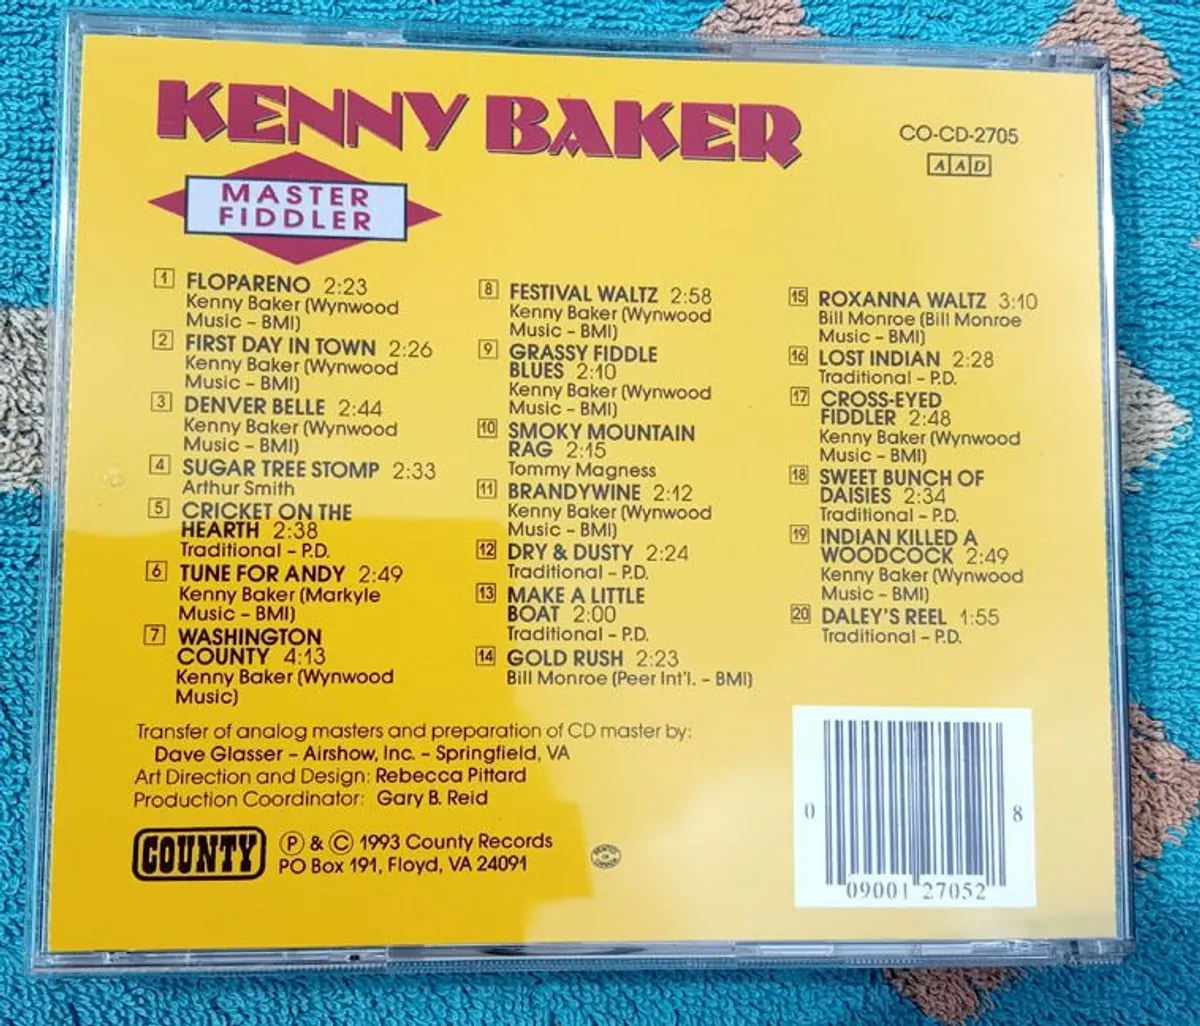 KENNY BAKER
CO-CD-2705
AAD
MASTER
FIDDLER
1 FLOPARENO 2:23
Kenny Baker (Wynwood
Music – BMI)
2 FIRST DAY IN TOWN 2:26
Kenny Baker (Wynwood
Music – BMI)
3 DENVER BELLE 2:44
Kenny Baker (Wynwood
Music – BMI)
4 SUGAR TREE STOMP 2:33
Arthur Smith
5 CRICKET ON THE
HEARTH 2:38
Traditional – P.D.
6 TUNE FOR ANDY 2:49
Kenny Baker (Markyle
Music – BMI)
7 WASHINGTON
COUNTY 4:13
Kenny Baker (Wynwood
Music)
8 FESTIVAL WALTZ 2:58
Kenny Baker (Wynwood
Music – BMI)
9 GRASSY FIDDLE
BLUES 2:10
Kenny Baker (Wynwood
Music – BMI)
10 SMOKY MOUNTAIN
RAG 2:15
Tommy Magness
11 BRANDYWINE 2:12
Kenny Baker (Wynwood
Music – BMI)
12 DRY & DUSTY 2:24
Traditional – P.D.
13 MAKE A LITTLE
BOAT 2:00
Traditional – P.D.
14 GOLD RUSH 2:23
Bill Monroe (Peer Int'l. – BMI)
15 ROXANNA WALTZ 3:10
Bill Monroe (Bill Monroe
Music – BMI)
16 LOST INDIAN 2:28
Traditional – P.D.
17 CROSS-EYED
FIDDLER 2:48
Kenny Baker (Wynwood
Music – BMI)
18 SWEET BUNCH OF
DAISIES 2:34
Traditional – P.D.
19 INDIAN KILLED A
WOODCOCK 2:49
Kenny Baker (Wynwood
Music – BMI)
20 DALEY'S REEL 1:55
Traditional – P.D.
Transfer of analog masters and preparation of CD master by:
Dave Glasser – Airshow, Inc. – Springfield, VA
Art Direction and Design: Rebecca Pittard
Production Coordinator: Gary B. Reid
COUNTY
Ⓟ & © 1993 County Records
PO Box 191, Floyd, VA 24091
0 09001 27052 8